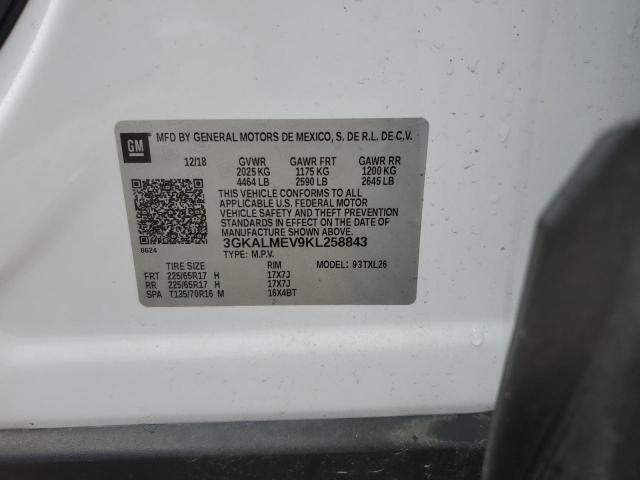 GM
MFD BY GENERAL MOTORS DE MEXICO, S. DE R.L. DE C.V.
12/18 GVWR GAWR FRT GAWR RR
2025 KG 1175 KG 1200 KG
4464 LB 2590 LB 2645 LB
THIS VEHICLE CONFORMS TO ALL
APPLICABLE U.S. FEDERAL MOTOR
VEHICLE SAFETY AND THEFT PREVENTION
STANDARDS IN EFFECT ON THE DATE OF
3GKALMEV9KL258843
8624
TYPE: M.P.V. MODEL: 93TXL26
TIRE SIZE RIM
FRT 225/65R17 H 17X7J
RR 225/65R17 H 17X7J
SPA T135/70R16 M 16X4BT